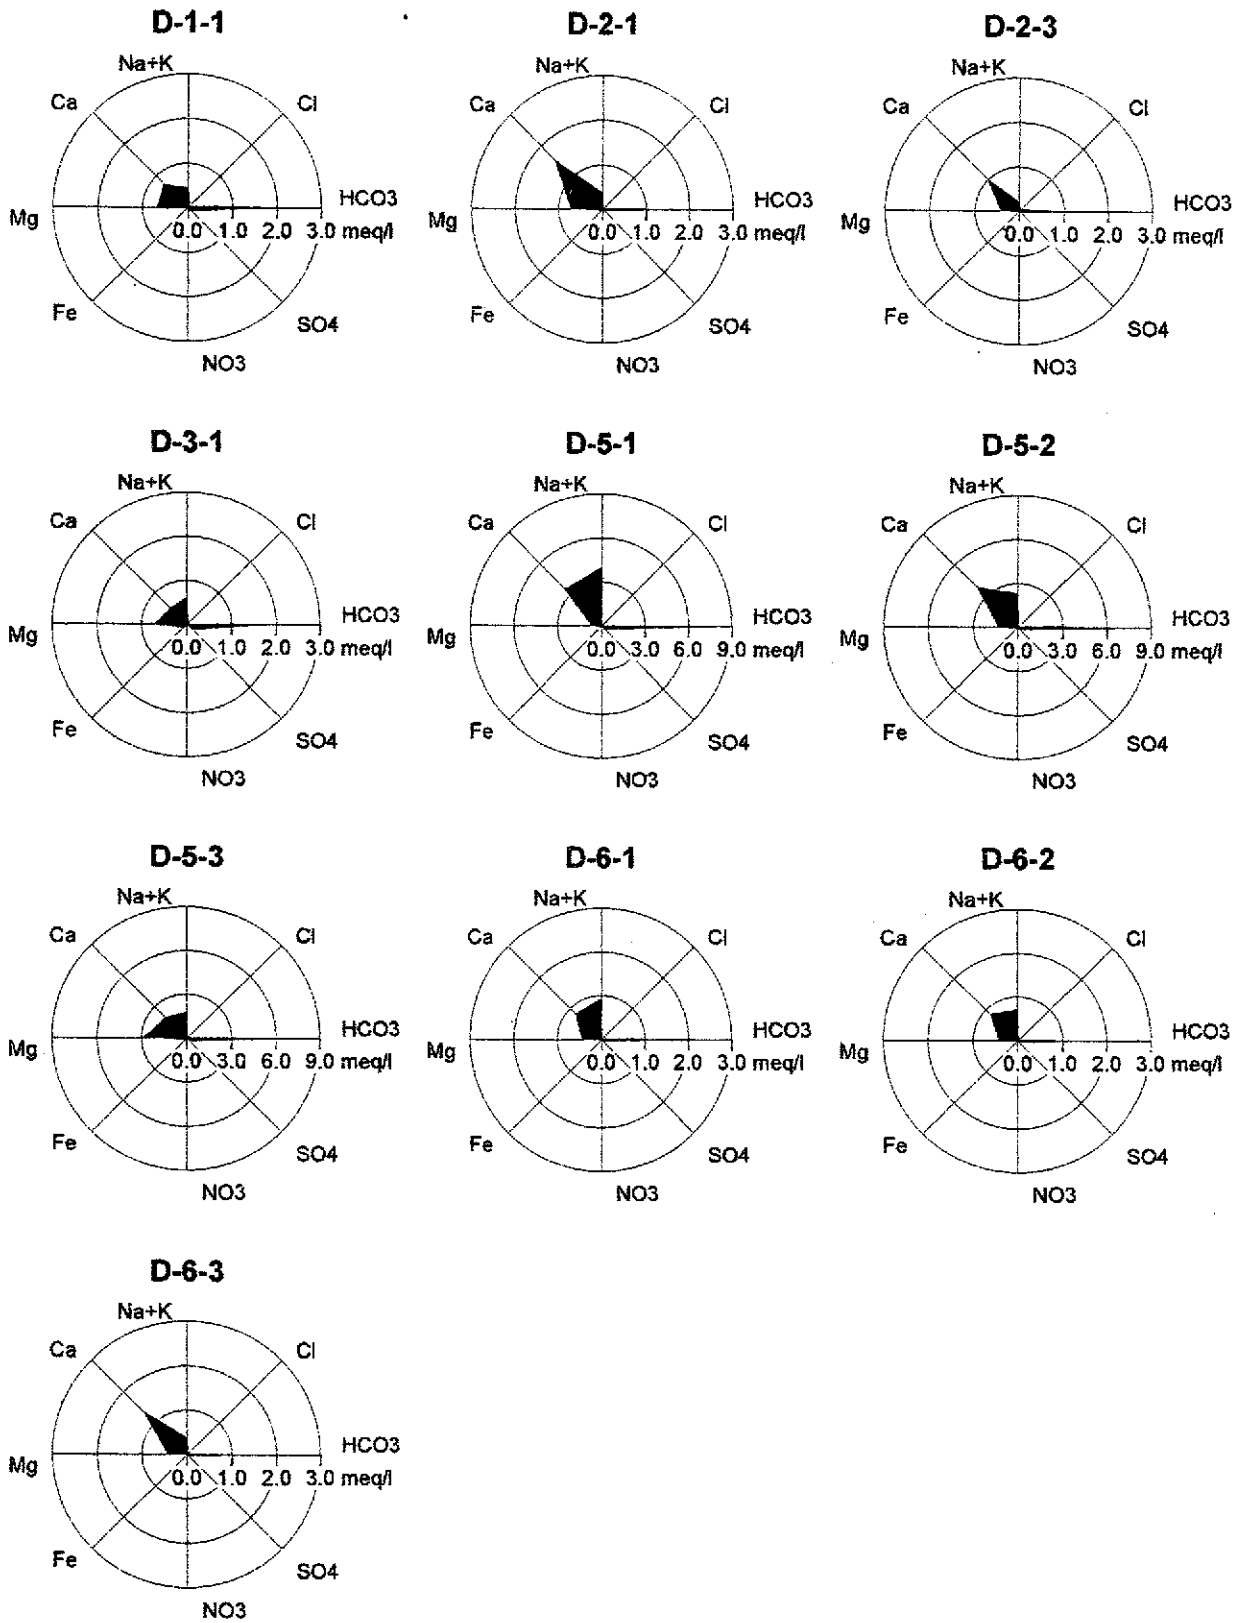 D-1-1 D-2-1 D-2-3
Na+K Na+K Na+K
Ca Cl Ca Cl Ca Cl
Mg HCO3 Mg HCO3 Mg HCO3
0.0 1.0 2.0 3.0 meq/l 0.0 1.0 2.0 3.0 meq/l 0.0 1.0 2.0 3.0 meq/l
Fe SO4 Fe SO4 Fe SO4
NO3 NO3 NO3
D-3-1 D-5-1 D-5-2
Na+K Na+K Na+K
Ca Cl Ca Cl Ca Cl
Mg HCO3 Mg HCO3 Mg HCO3
0.0 1.0 2.0 3.0 meq/l 0.0 3.0 6.0 9.0 meq/l 0.0 3.0 6.0 9.0 meq/l
Fe SO4 Fe SO4 Fe SO4
NO3 NO3 NO3
D-5-3 D-6-1 D-6-2
Na+K Na+K Na+K
Ca Cl Ca Cl Ca Cl
Mg HCO3 Mg HCO3 Mg HCO3
0.0 3.0 6.0 9.0 meq/l 0.0 1.0 2.0 3.0 meq/l 0.0 1.0 2.0 3.0 meq/l
Fe SO4 Fe SO4 Fe SO4
NO3 NO3 NO3
D-6-3
Na+K
Ca Cl
Mg HCO3
0.0 1.0 2.0 3.0 meq/l
Fe SO4
NO3